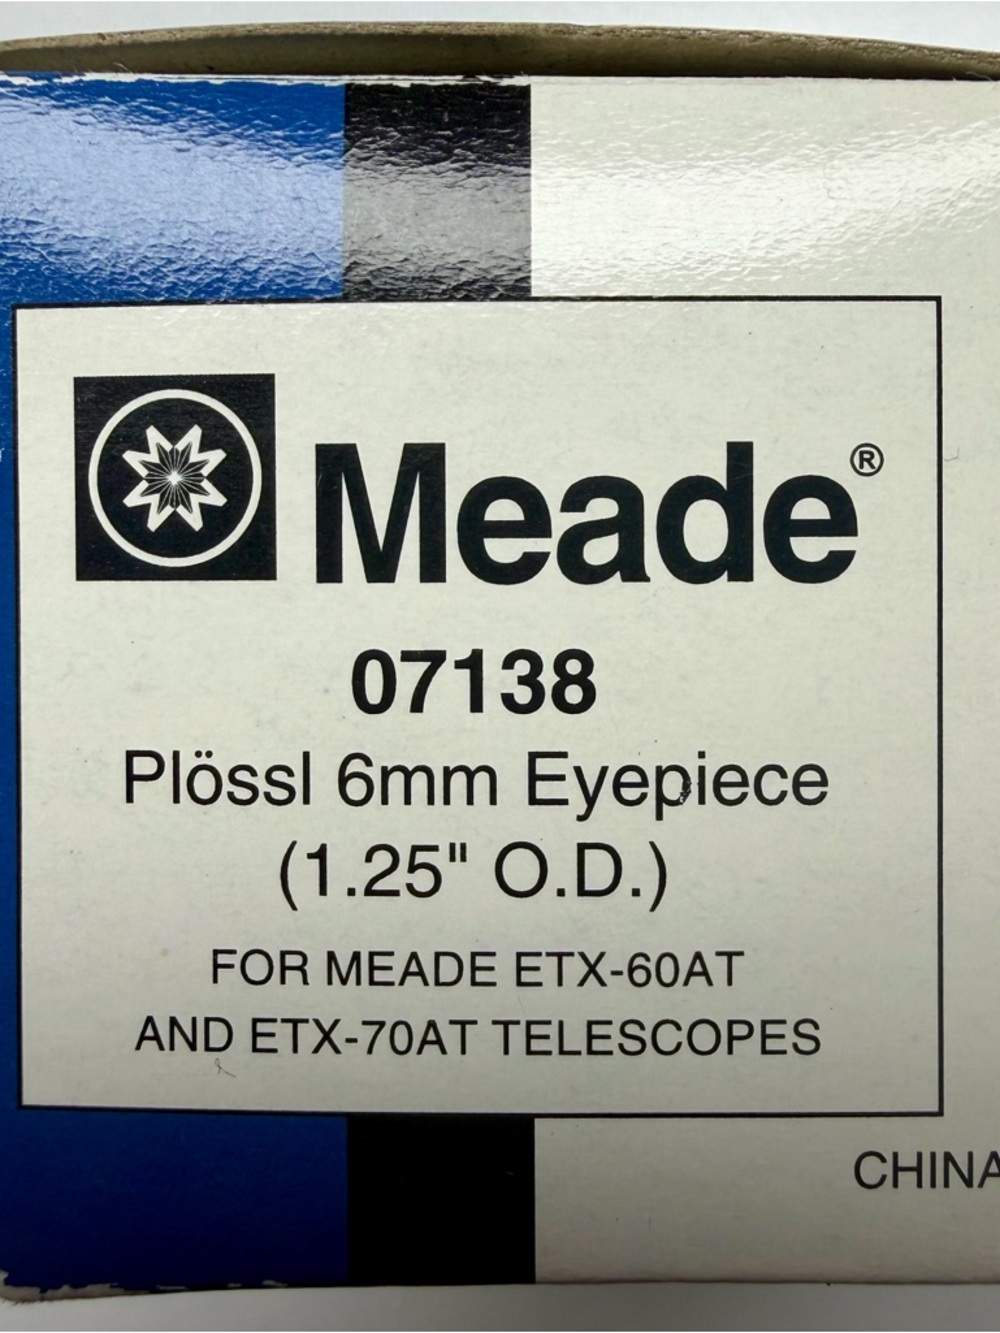 Meade®
07138
Plössl 6mm Eyepiece
(1.25" O.D.)
FOR MEADE ETX-60AT
AND ETX-70AT TELESCOPES
CHINA